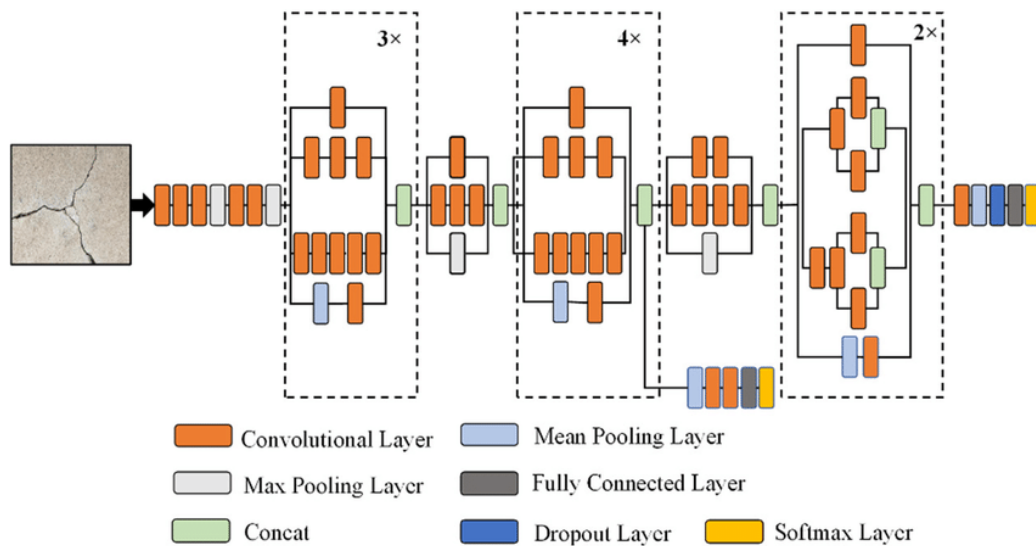 3× 4× 2×
Convolutional Layer Mean Pooling Layer
Max Pooling Layer Fully Connected Layer
Concat Dropout Layer Softmax Layer